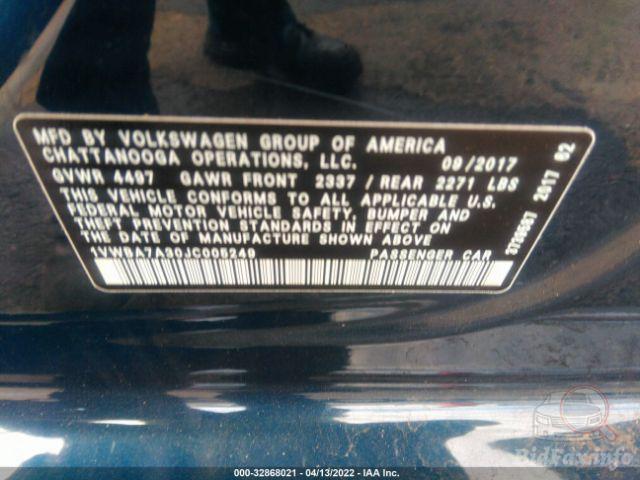 MFD BY VOLKSWAGEN GROUP OF AMERICA
CHATTANOOGA OPERATIONS, LLC. 09/2017
GVWR 4497 GAWR FRONT 2337 / REAR 2271 LBS
THIS VEHICLE CONFORMS TO ALL APPLICABLE U.S.
FEDERAL MOTOR VEHICLE SAFETY, BUMPER AND
THEFT PREVENTION STANDARDS IN EFFECT ON
THE DATE OF MANUFACTURE SHOWN ABOVE
PASSENGER CAR
2017 02
BidFax.info
000-32868021 - 04/13/2022 - IAA Inc.